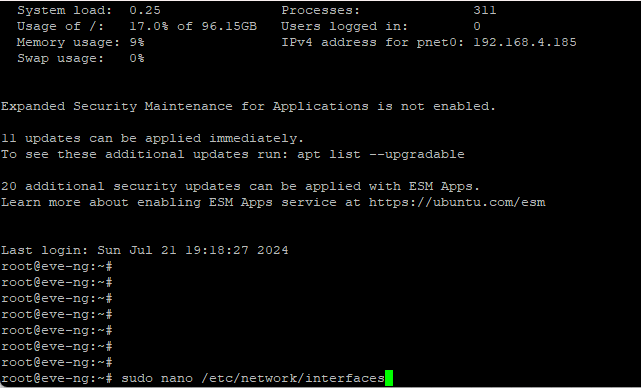 System load:  0.25               Processes:              311
Usage of /:   17.0% of 96.15GB   Users logged in:        0
Memory usage: 9%                 IPv4 address for pnet0: 192.168.4.185
Swap usage:   0%
Expanded Security Maintenance for Applications is not enabled.
11 updates can be applied immediately.
To see these additional updates run: apt list --upgradable
20 additional security updates can be applied with ESM Apps.
Learn more about enabling ESM Apps service at https://ubuntu.com/esm
Last login: Sun Jul 21 19:18:27 2024
root@eve-ng:~#
root@eve-ng:~#
root@eve-ng:~#
root@eve-ng:~#
root@eve-ng:~#
root@eve-ng:~#
root@eve-ng:~#
root@eve-ng:~# sudo nano /etc/network/interfaces